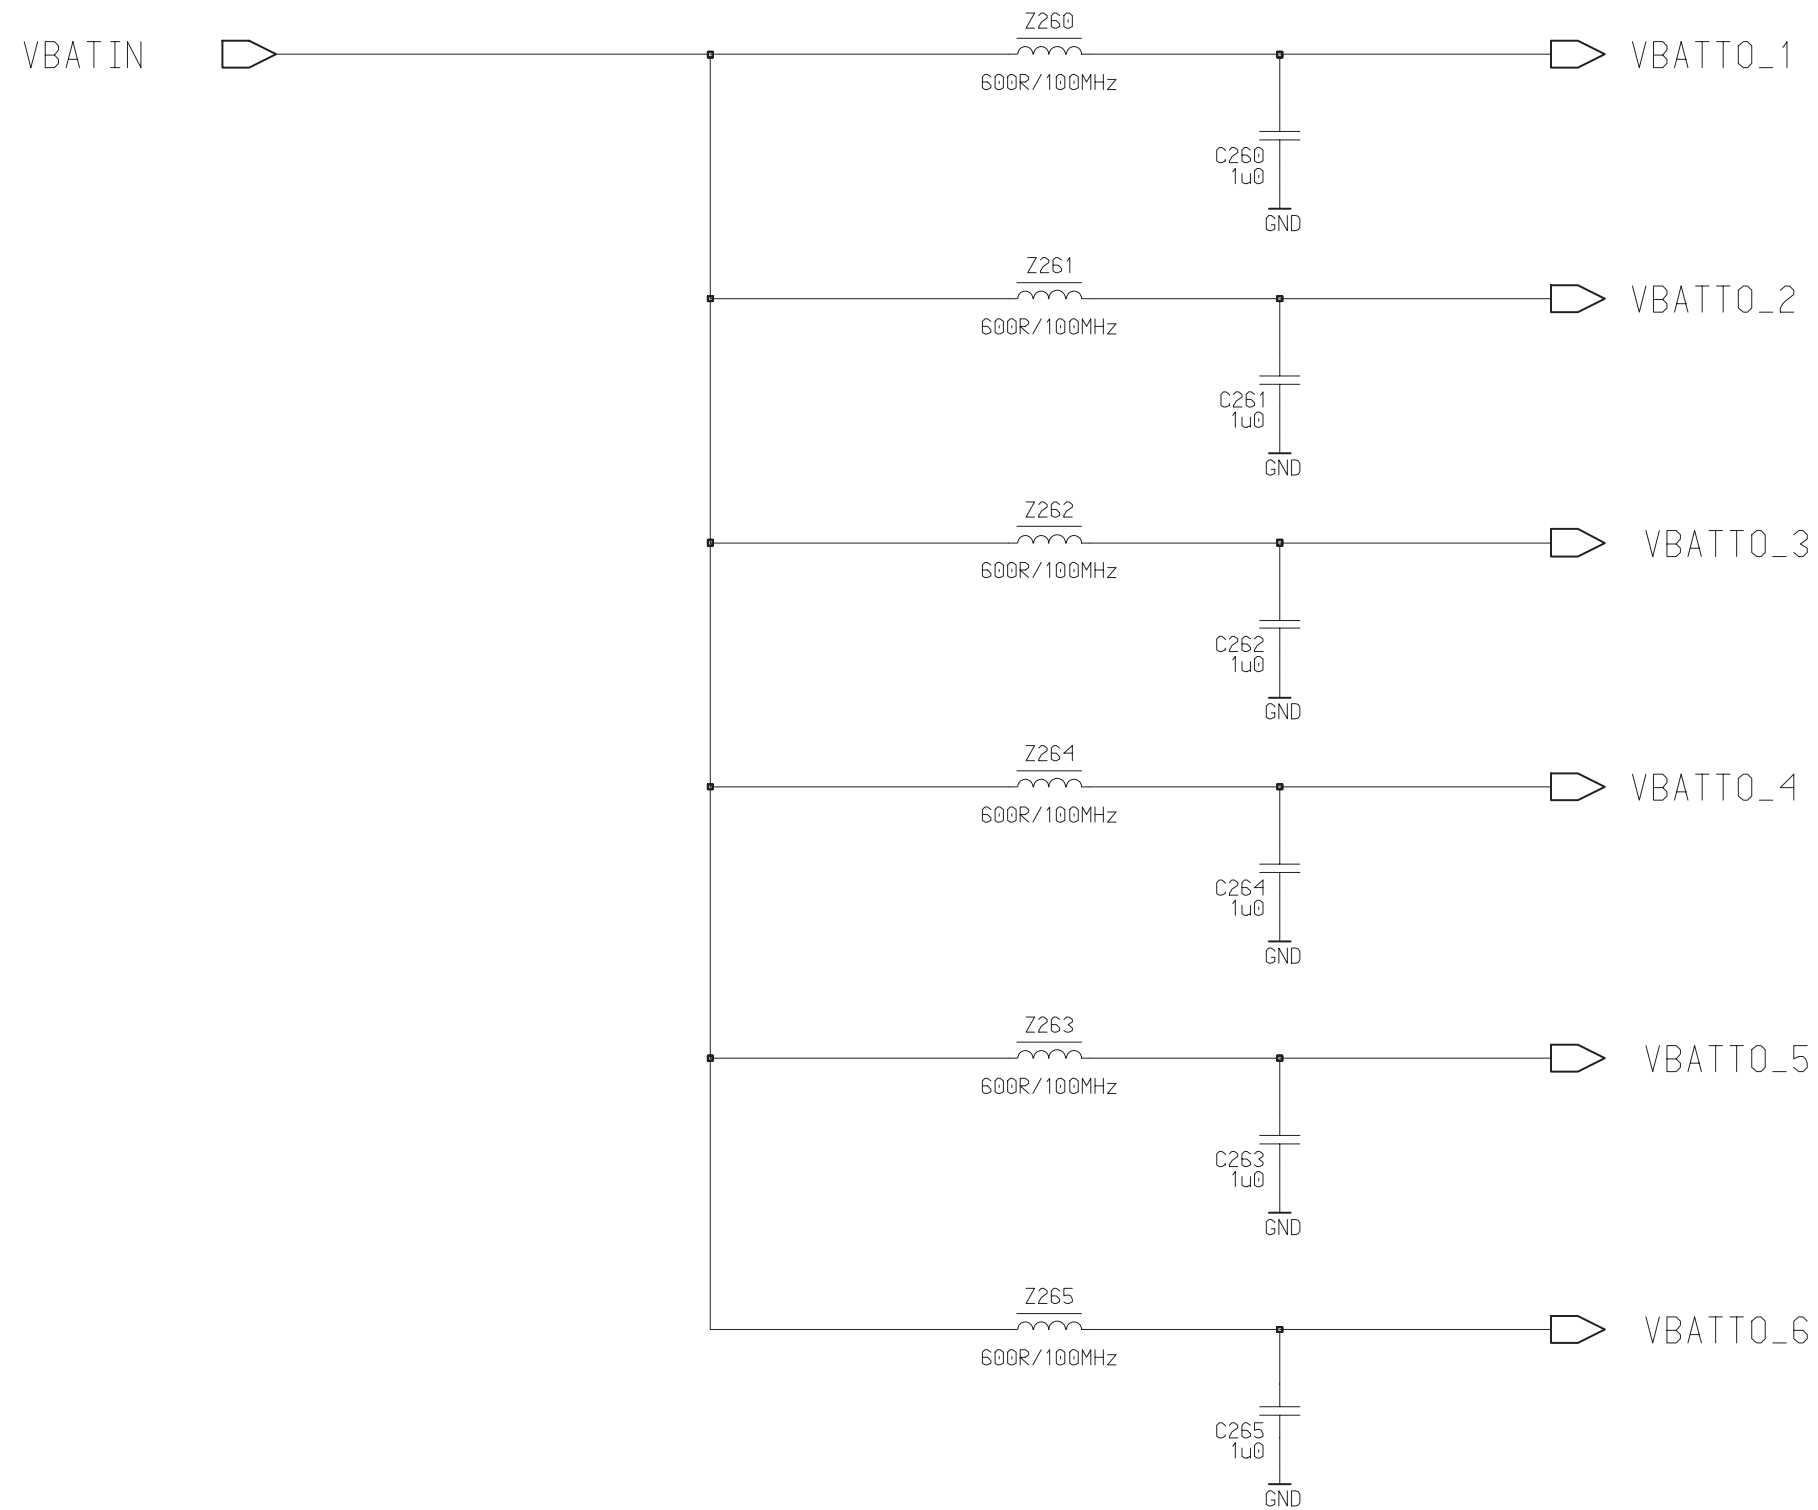 VBATIN
Z260
600R/100MHz
VBATTO_1
C260
1u0
GND
Z261
600R/100MHz
VBATTO_2
C261
1u0
GND
Z262
600R/100MHz
VBATTO_3
C262
1u0
GND
Z264
600R/100MHz
VBATTO_4
C264
1u0
GND
Z263
600R/100MHz
VBATTO_5
C263
1u0
GND
Z265
600R/100MHz
VBATTO_6
C265
1u0
GND